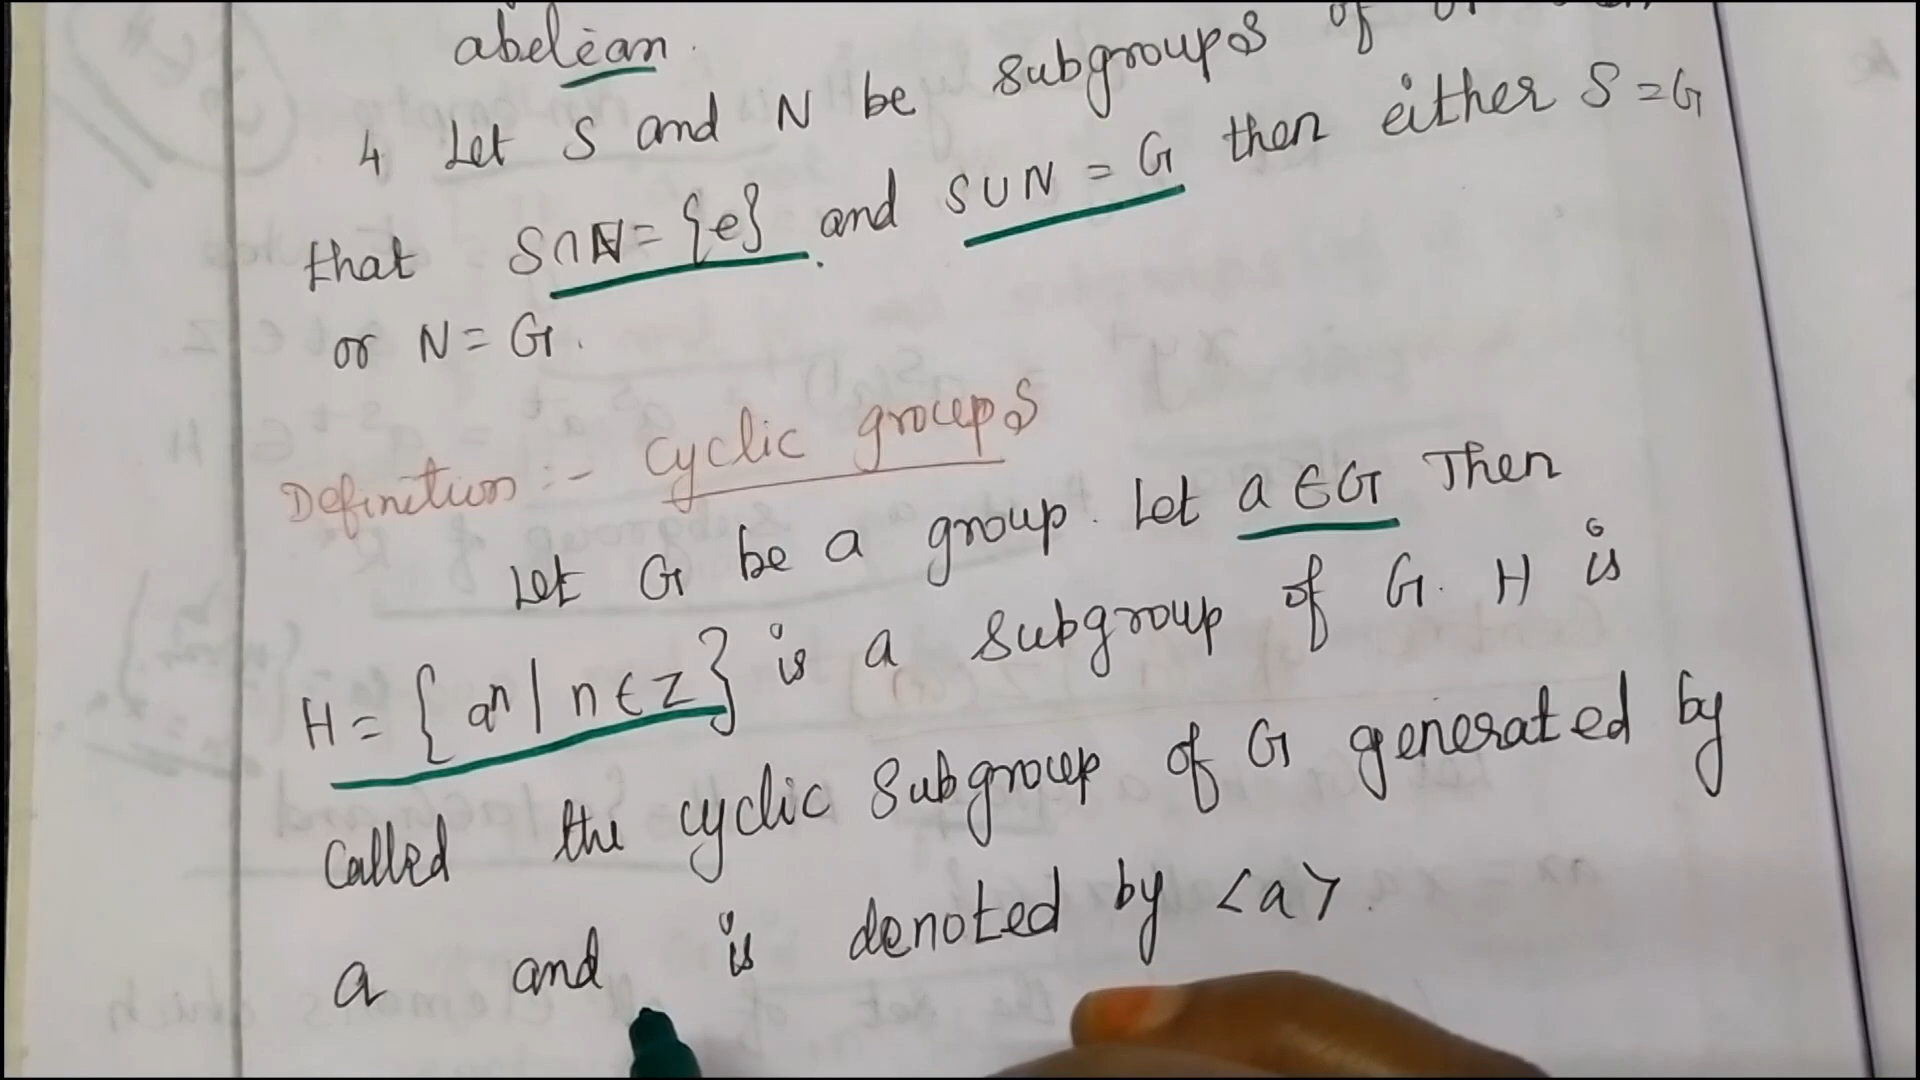 abelian.
4 Let S and N be subgroups of
that S∩N = {e} and S∪N = G then either S = G
or N = G.
Definition :- cyclic groups
Let G be a group. Let a ∈ G Then
H = { aⁿ | n ∈ Z } is a subgroup of G. H is
called the cyclic subgroup of G generated by
a and is denoted by <a>.